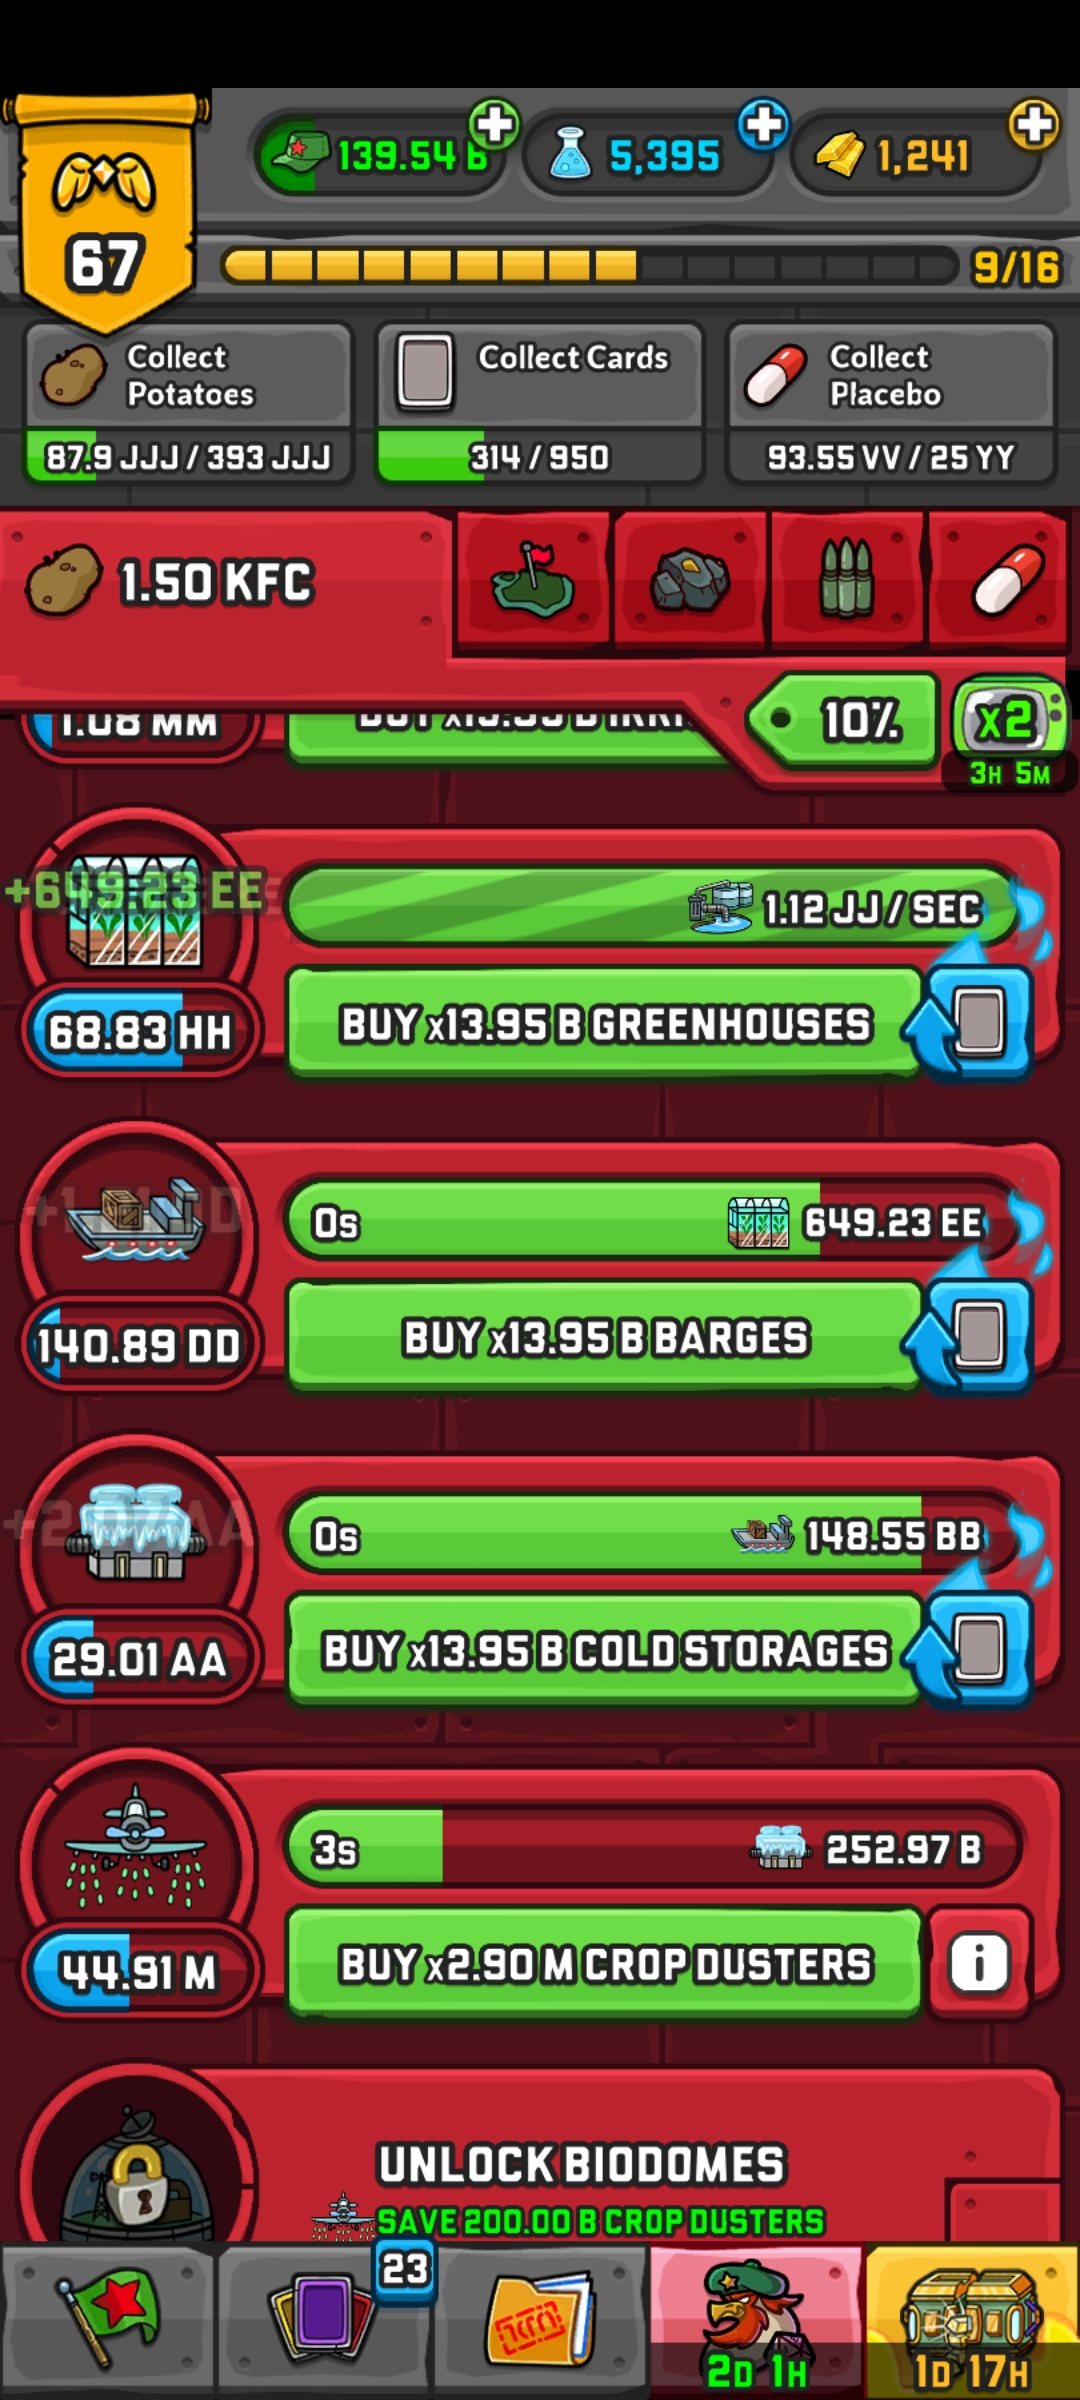 139.54 B
5,395
1,241
67
9/16
Collect Potatoes
87.9 JJJ / 393 JJJ
Collect Cards
314 / 950
Collect Placebo
93.55 VV / 25 YY
1.50 KFC
10%
x2
3H 5M
1.08 MM
+649.23 EE
1.12 JJ / SEC
68.83 HH
BUY x13.95 B GREENHOUSES
0s
649.23 EE
140.89 DD
BUY x13.95 B BARGES
0s
148.55 BB
29.01 AA
BUY x13.95 B COLD STORAGES
3s
252.97 B
44.91 M
BUY x2.90 M CROP DUSTERS
i
UNLOCK BIODOMES
SAVE 200.00 B CROP DUSTERS
23
2D 1H
1D 17H